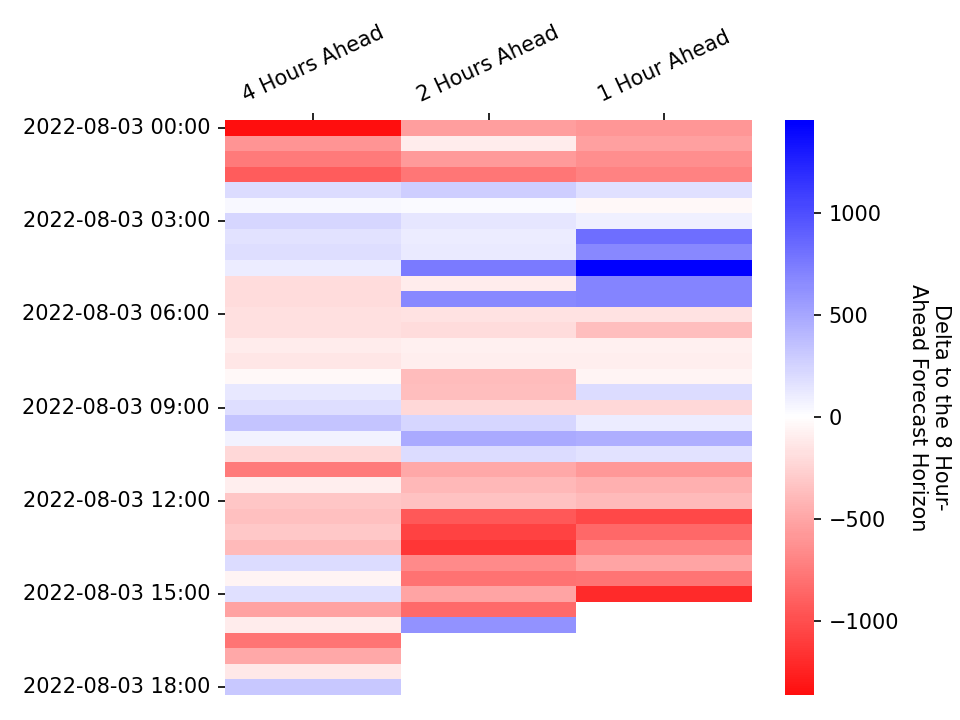 4 Hours Ahead
2 Hours Ahead
1 Hour Ahead
2022-08-03 00:00
2022-08-03 03:00
2022-08-03 06:00
2022-08-03 09:00
2022-08-03 12:00
2022-08-03 15:00
2022-08-03 18:00
1000
500
0
−500
−1000
Delta to the 8 Hour-
Ahead Forecast Horizon